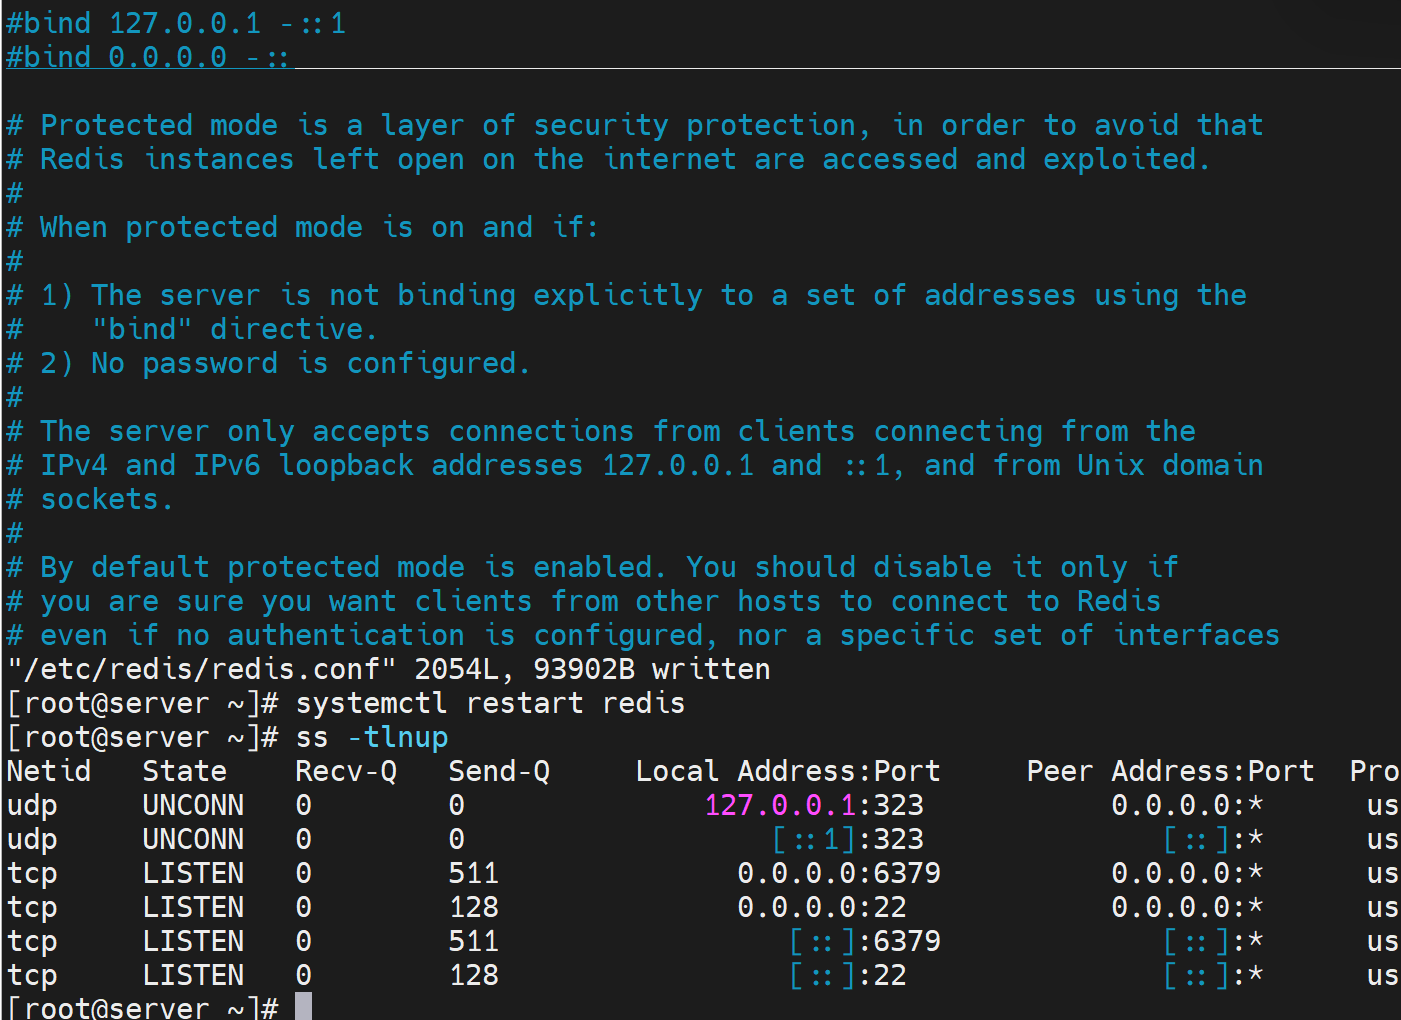 #bind 127.0.0.1 -::1
#bind 0.0.0.0 -::
# Protected mode is a layer of security protection, in order to avoid that
# Redis instances left open on the internet are accessed and exploited.
#
# When protected mode is on and if:
#
# 1) The server is not binding explicitly to a set of addresses using the
#    "bind" directive.
# 2) No password is configured.
#
# The server only accepts connections from clients connecting from the
# IPv4 and IPv6 loopback addresses 127.0.0.1 and ::1, and from Unix domain
# sockets.
#
# By default protected mode is enabled. You should disable it only if
# you are sure you want clients from other hosts to connect to Redis
# even if no authentication is configured, nor a specific set of interfaces
"/etc/redis/redis.conf" 2054L, 93902B written
[root@server ~]# systemctl restart redis
[root@server ~]# ss -tlnup
Netid   State    Recv-Q   Send-Q     Local Address:Port     Peer Address:Port  Pro
udp     UNCONN   0        0              127.0.0.1:323           0.0.0.0:*      us
udp     UNCONN   0        0                  [::1]:323              [::]:*      us
tcp     LISTEN   0        511              0.0.0.0:6379          0.0.0.0:*      us
tcp     LISTEN   0        128              0.0.0.0:22            0.0.0.0:*      us
tcp     LISTEN   0        511                 [::]:6379             [::]:*      us
tcp     LISTEN   0        128                 [::]:22               [::]:*      us
[root@server ~]#